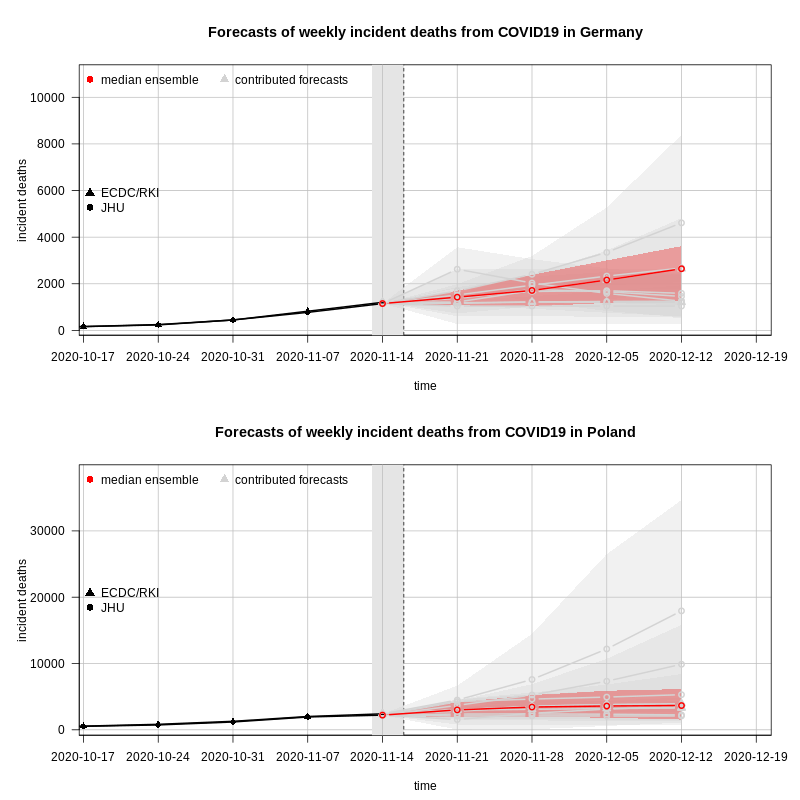 Forecasts of weekly incident deaths from COVID19 in Germany
median ensemble contributed forecasts
10000
8000
6000
4000
2000
0
incident deaths
ECDC/RKI
JHU
2020-10-17 2020-10-24 2020-10-31 2020-11-07 2020-11-14 2020-11-21 2020-11-28 2020-12-05 2020-12-12 2020-12-19
time
Forecasts of weekly incident deaths from COVID19 in Poland
median ensemble contributed forecasts
30000
20000
10000
0
incident deaths
ECDC/RKI
JHU
2020-10-17 2020-10-24 2020-10-31 2020-11-07 2020-11-14 2020-11-21 2020-11-28 2020-12-05 2020-12-12 2020-12-19
time